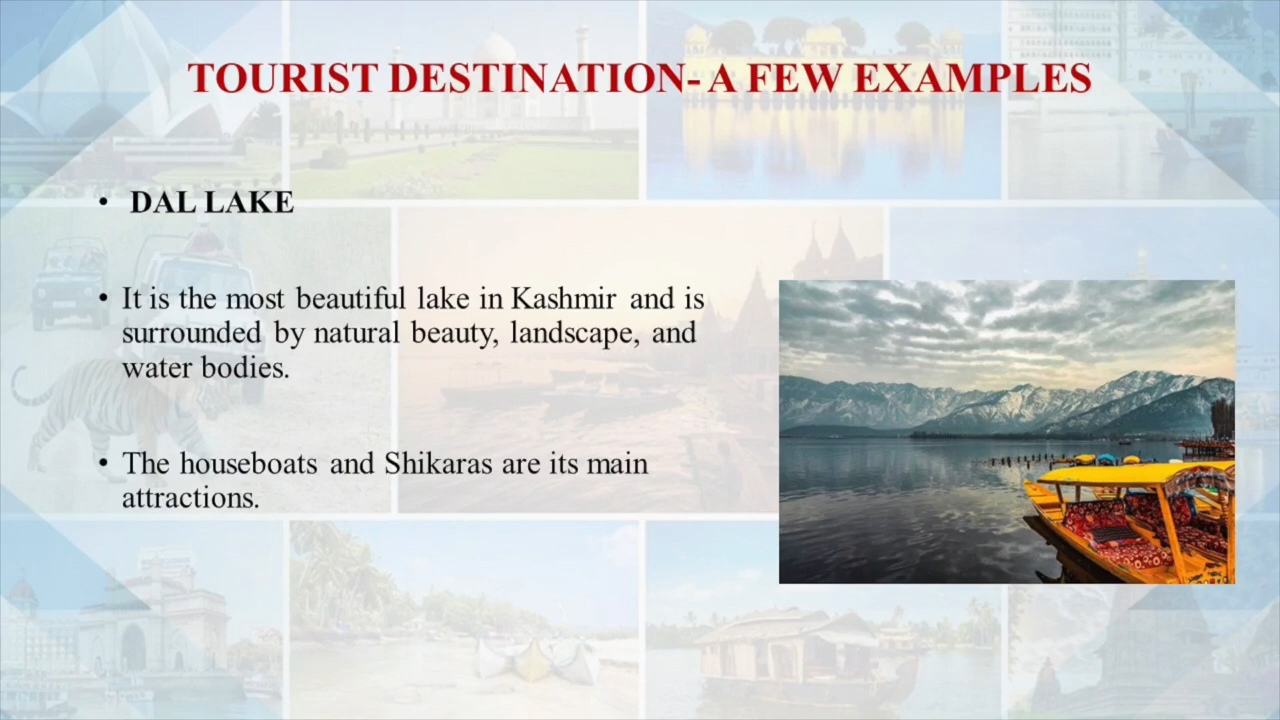 TOURIST DESTINATION- A FEW EXAMPLES
• DAL LAKE
• It is the most beautiful lake in Kashmir and is
surrounded by natural beauty, landscape, and
water bodies.
• The houseboats and Shikaras are its main
attractions.